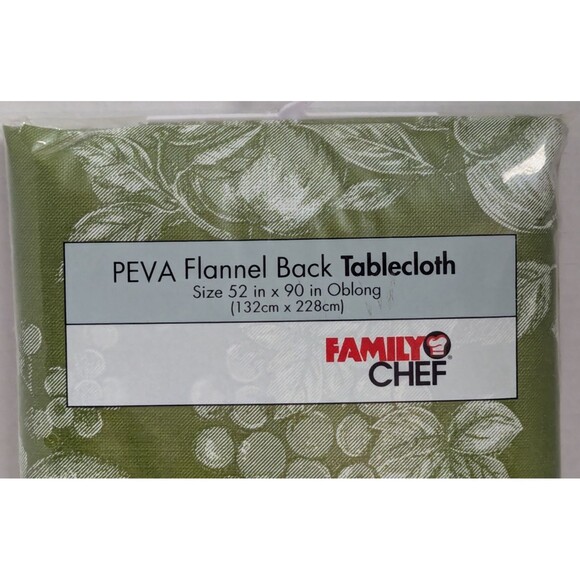 PEVA Flannel Back Tablecloth
Size 52 in x 90 in Oblong
(132cm x 228cm)
FAMILY
CHEF®